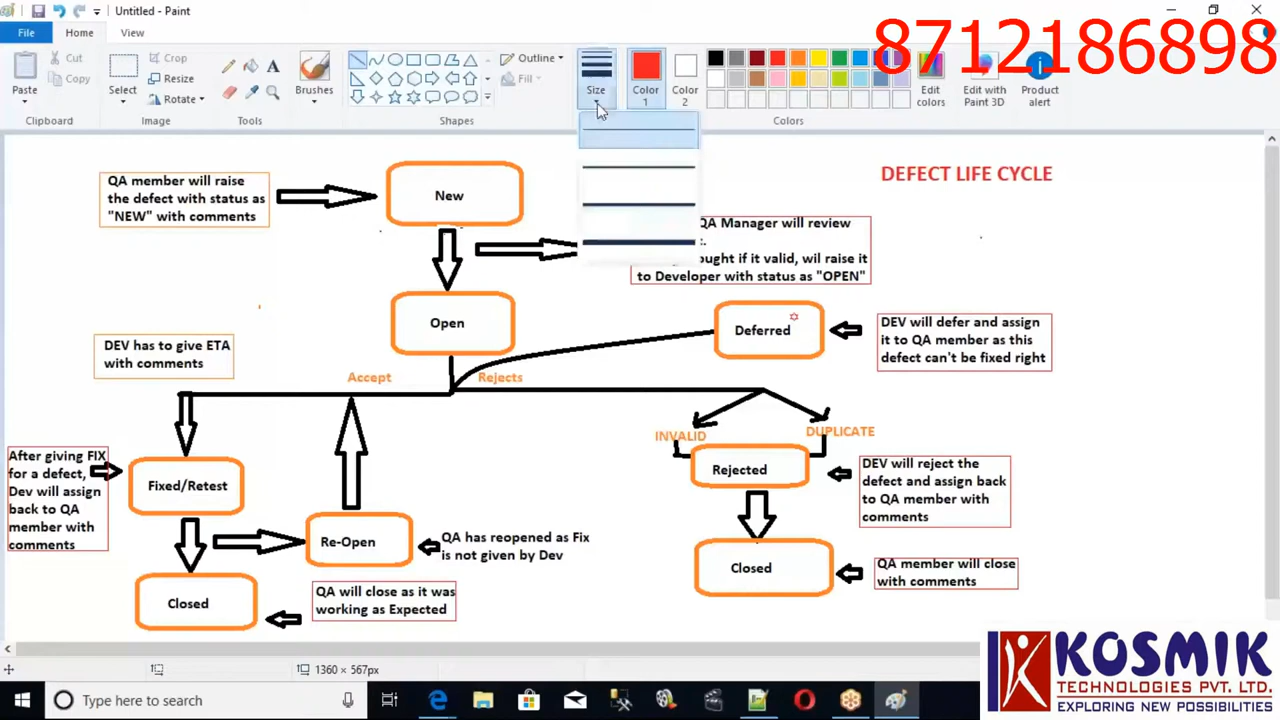 Untitled - Paint
8712186898
File
Home
View
Paste
Cut
Copy
Clipboard
Select
Crop
Resize
Rotate
Image
A
Tools
Brushes
Outline
Fill
Shapes
Size
Color
1
Color
2
Colors
Edit
colors
Edit with
Paint 3D
Product
alert
DEFECT LIFE CYCLE
QA member will raise
the defect with status as
"NEW" with comments
New
QA Manager will review
ought if it valid, wil raise it
to Developer with status as "OPEN"
Open
Deferred
DEV will defer and assign
it to QA member as this
defect can't be fixed right
DEV has to give ETA
with comments
Accept
Rejects
INVALID
DUPLICATE
After giving FIX
for a defect,
Dev will assign
back to QA
member with
comments
Fixed/Retest
Rejected
DEV will reject the
defect and assign back
to QA member with
comments
Re-Open
QA has reopened as Fix
is not given by Dev
Closed
QA member will close
with comments
Closed
QA will close as it was
working as Expected
1360 × 567px
Type here to search
KOSMIK
TECHNOLOGIES PVT. LTD.
EXPLORING NEW POSSIBILITIES